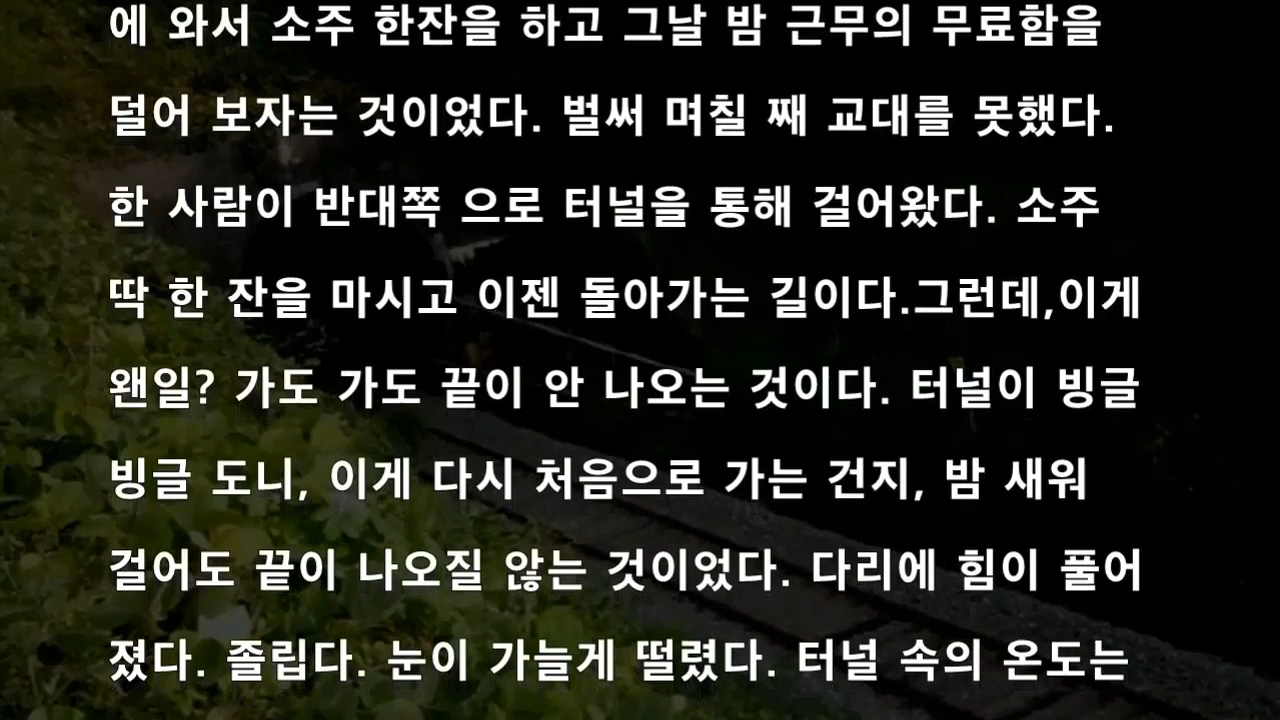 에 와서 소주 한잔을 하고 그날 밤 근무의 무료함을
덜어 보자는 것이었다. 벌써 며칠 째 교대를 못했다.
한 사람이 반대쪽 으로 터널을 통해 걸어왔다. 소주
딱 한 잔을 마시고 이젠 돌아가는 길이다.그런데,이게
왠일? 가도 가도 끝이 안 나오는 것이다. 터널이 빙글
빙글 도니, 이게 다시 처음으로 가는 건지, 밤 새워
걸어도 끝이 나오질 않는 것이었다. 다리에 힘이 풀어
졌다. 졸립다. 눈이 가늘게 떨렸다. 터널 속의 온도는